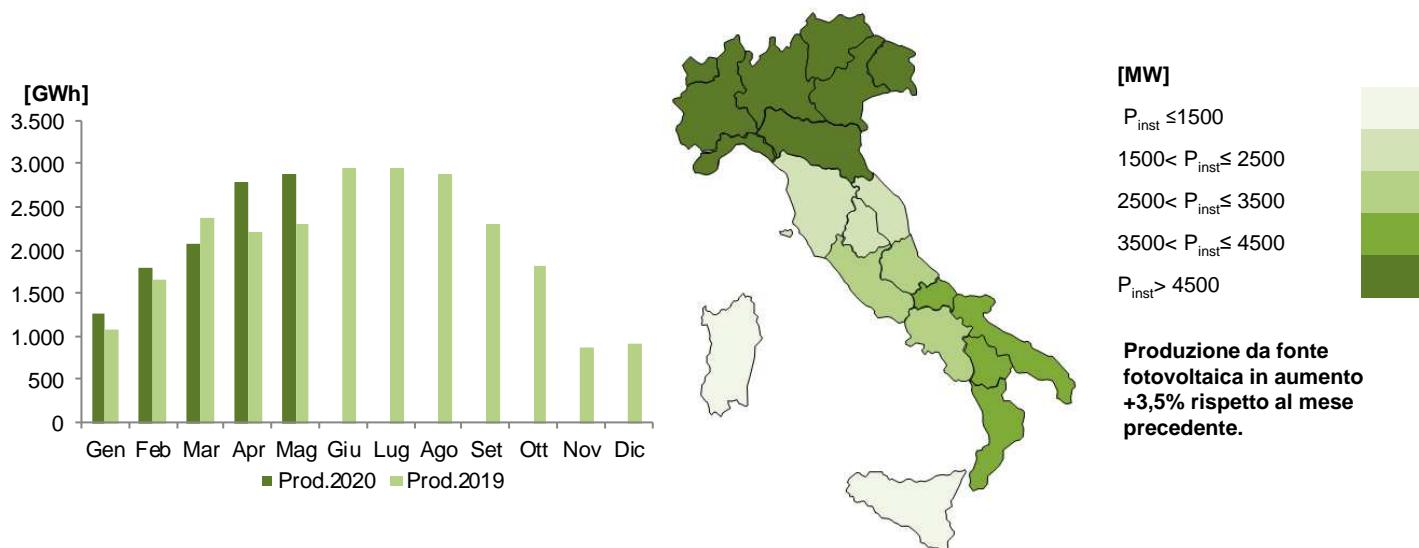 [GWh]
3.500
3.000
2.500
2.000
1.500
1.000
500
0
Gen Feb Mar Apr Mag Giu Lug Ago Set Ott Nov Dic
Prod.2020 Prod.2019
[MW]
Pinst ≤1500
1500< Pinst≤ 2500
2500< Pinst≤ 3500
3500< Pinst≤ 4500
Pinst> 4500
Produzione da fonte
fotovoltaica in aumento
+3,5% rispetto al mese
precedente.